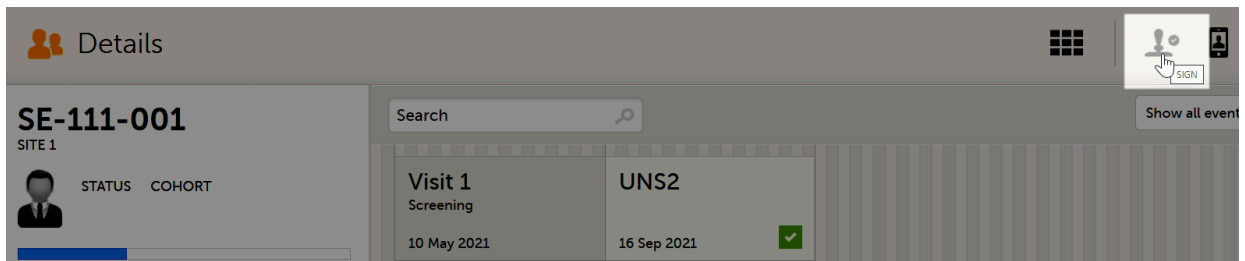 Details
SIGN
SE-111-001
SITE 1
STATUS COHORT
Search
Show all event
Visit 1
Screening
10 May 2021
UNS2
16 Sep 2021